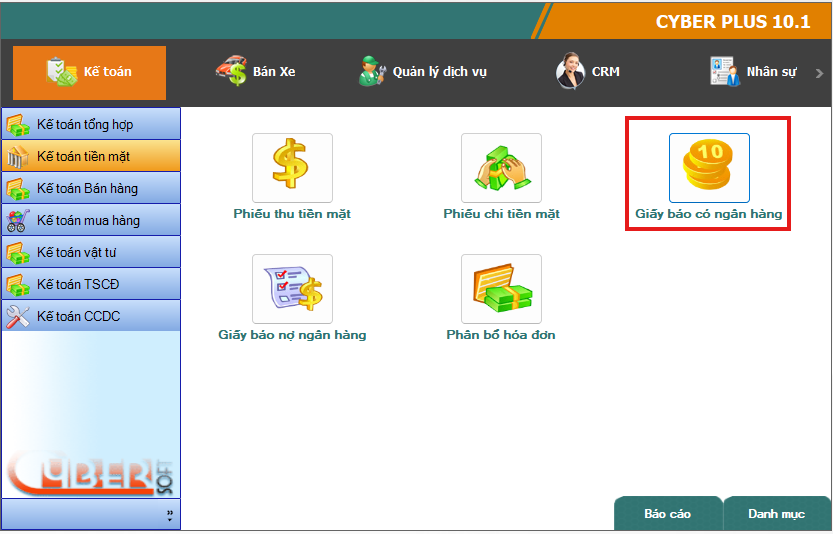 CYBER PLUS 10.1
Kế toán
Bán Xe
Quản lý dịch vụ
CRM
Nhân sự
Kế toán tổng hợp
Kế toán tiền mặt
Kế toán Bán hàng
Kế toán mua hàng
Kế toán vật tư
Kế toán TSCĐ
Kế toán CCDC
Phiếu thu tiền mặt
Phiếu chi tiền mặt
10
Giấy báo có ngân hàng
Giấy báo nợ ngân hàng
Phân bổ hóa đơn
CYBER
Báo cáo
Danh mục